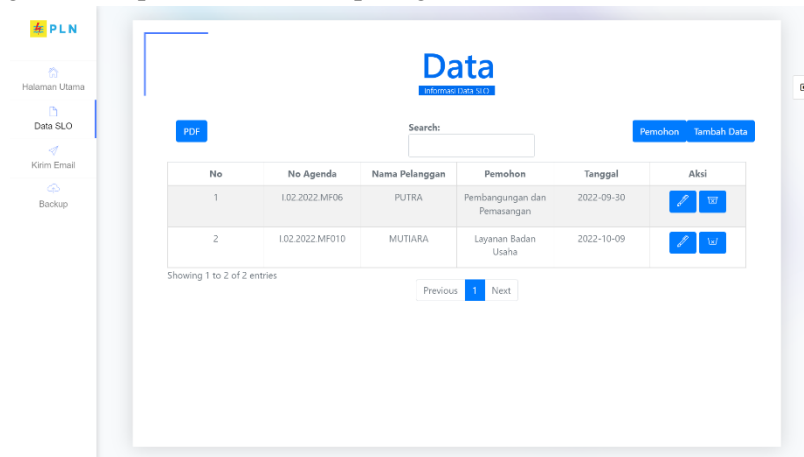 PLN
Halaman Utama
Data SLO
Kirim Email
Backup
Data
Informasi Data SLO
PDF
Search:
Pemohon Tambah Data
No No Agenda Nama Pelanggan Pemohon Tanggal Aksi
1 I.02.2022.MF06 PUTRA Pembangungan dan Pemasangan 2022-09-30
2 I.02.2022.MF010 MUTIARA Layanan Badan Usaha 2022-10-09
Showing 1 to 2 of 2 entries
Previous 1 Next